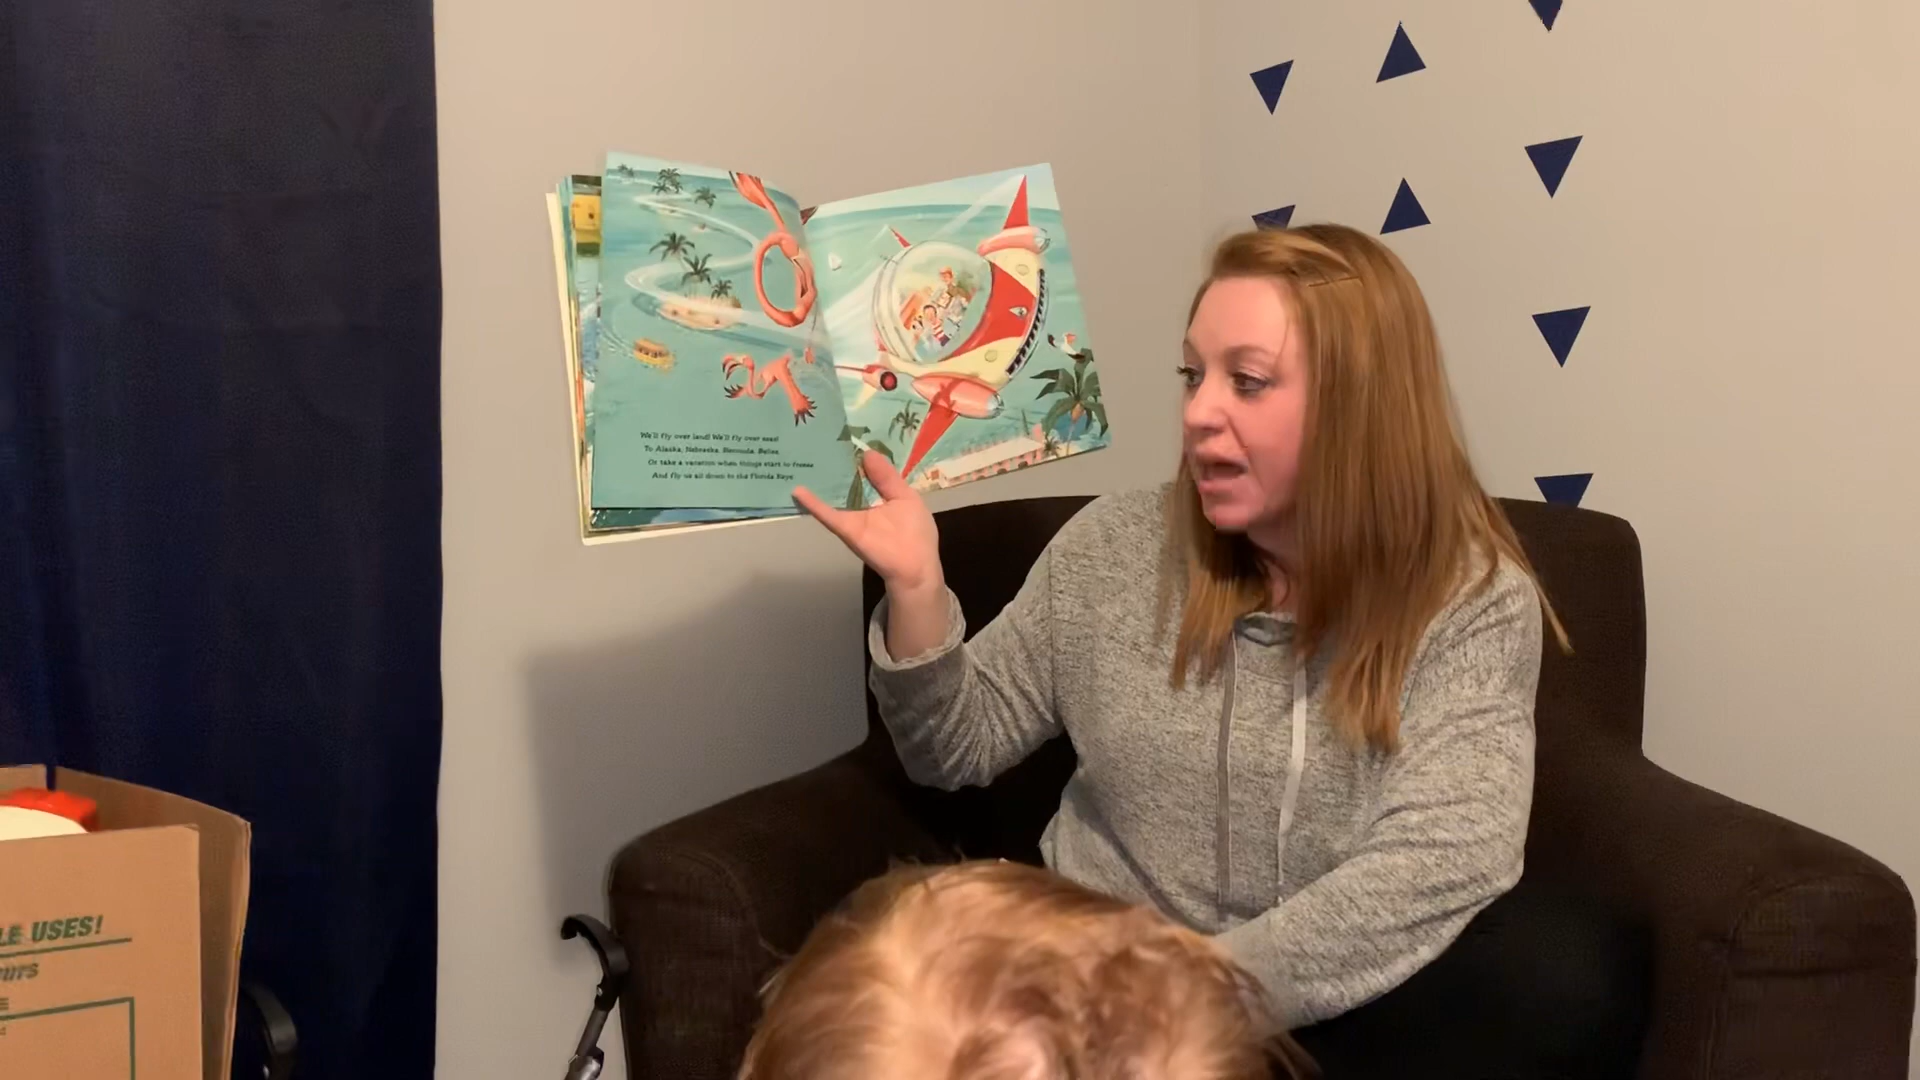 We'll fly over land! We'll fly over seas!
To Alaska, Nebraska, Bermuda, Belize,
Or take a vacation when things start to freeze
And fly us all down to the Florida Keys.
LE USES!